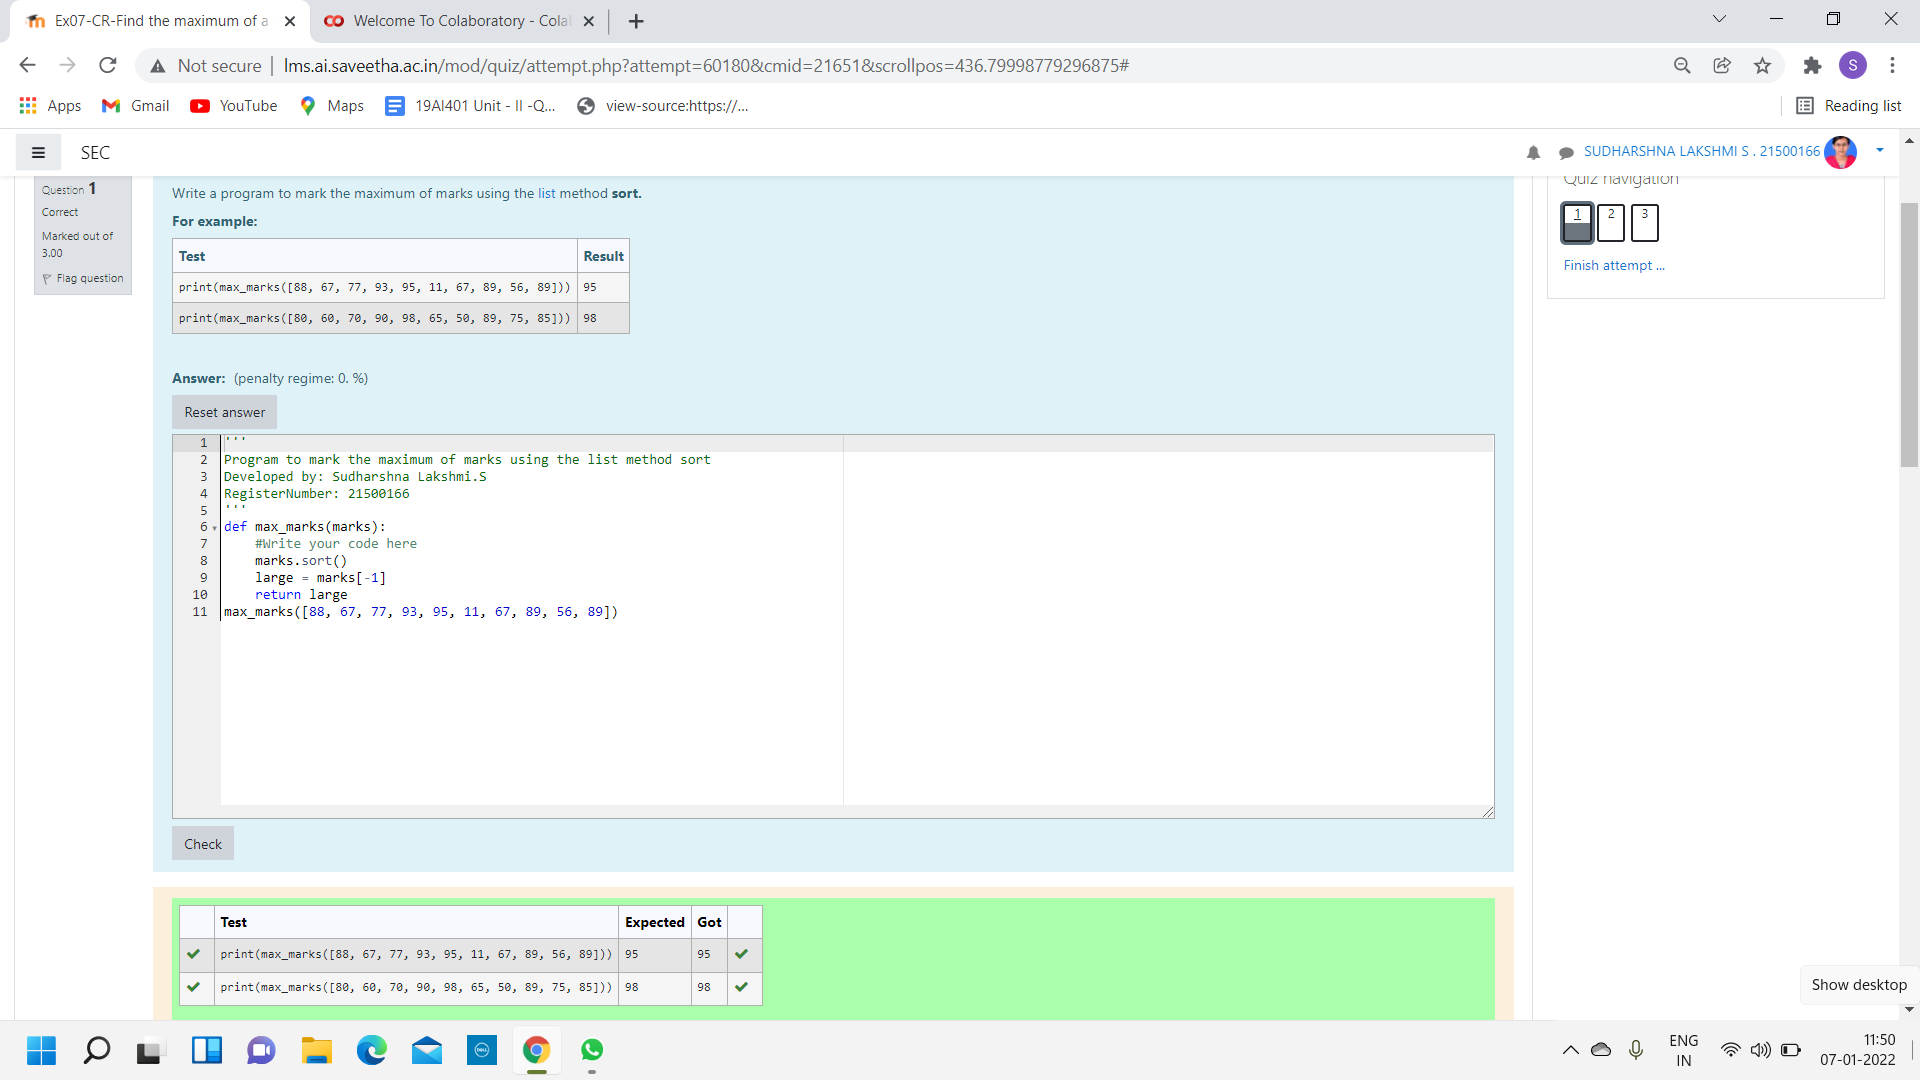 Ex07-CR-Find the maximum of a
Welcome To Colaboratory - Cola
Not secure
lms.ai.saveetha.ac.in/mod/quiz/attempt.php?attempt=60180&cmid=21651&scrollpos=436.79998779296875#
S
Apps
Gmail
YouTube
Maps
19AI401 Unit - II -Q...
view-source:https://...
Reading list
SEC
SUDHARSHNA LAKSHMI S . 21500166
Question 1
Correct
Marked out of
3.00
Flag question
Write a program to mark the maximum of marks using the list method sort.
For example:
Test Result
print(max_marks([88, 67, 77, 93, 95, 11, 67, 89, 56, 89])) 95
print(max_marks([80, 60, 70, 90, 98, 65, 50, 89, 75, 85])) 98
Answer: (penalty regime: 0. %)
Reset answer
1 '''
2 Program to mark the maximum of marks using the list method sort
3 Developed by: Sudharshna Lakshmi.S
4 RegisterNumber: 21500166
5 '''
6 def max_marks(marks):
7 #Write your code here
8 marks.sort()
9 large = marks[-1]
10 return large
11 max_marks([88, 67, 77, 93, 95, 11, 67, 89, 56, 89])
Check
Test Expected Got
print(max_marks([88, 67, 77, 93, 95, 11, 67, 89, 56, 89])) 95 95
print(max_marks([80, 60, 70, 90, 98, 65, 50, 89, 75, 85])) 98 98
Quiz navigation
1 2 3
Finish attempt ...
Show desktop
DELL
ENG
IN
11:50
07-01-2022